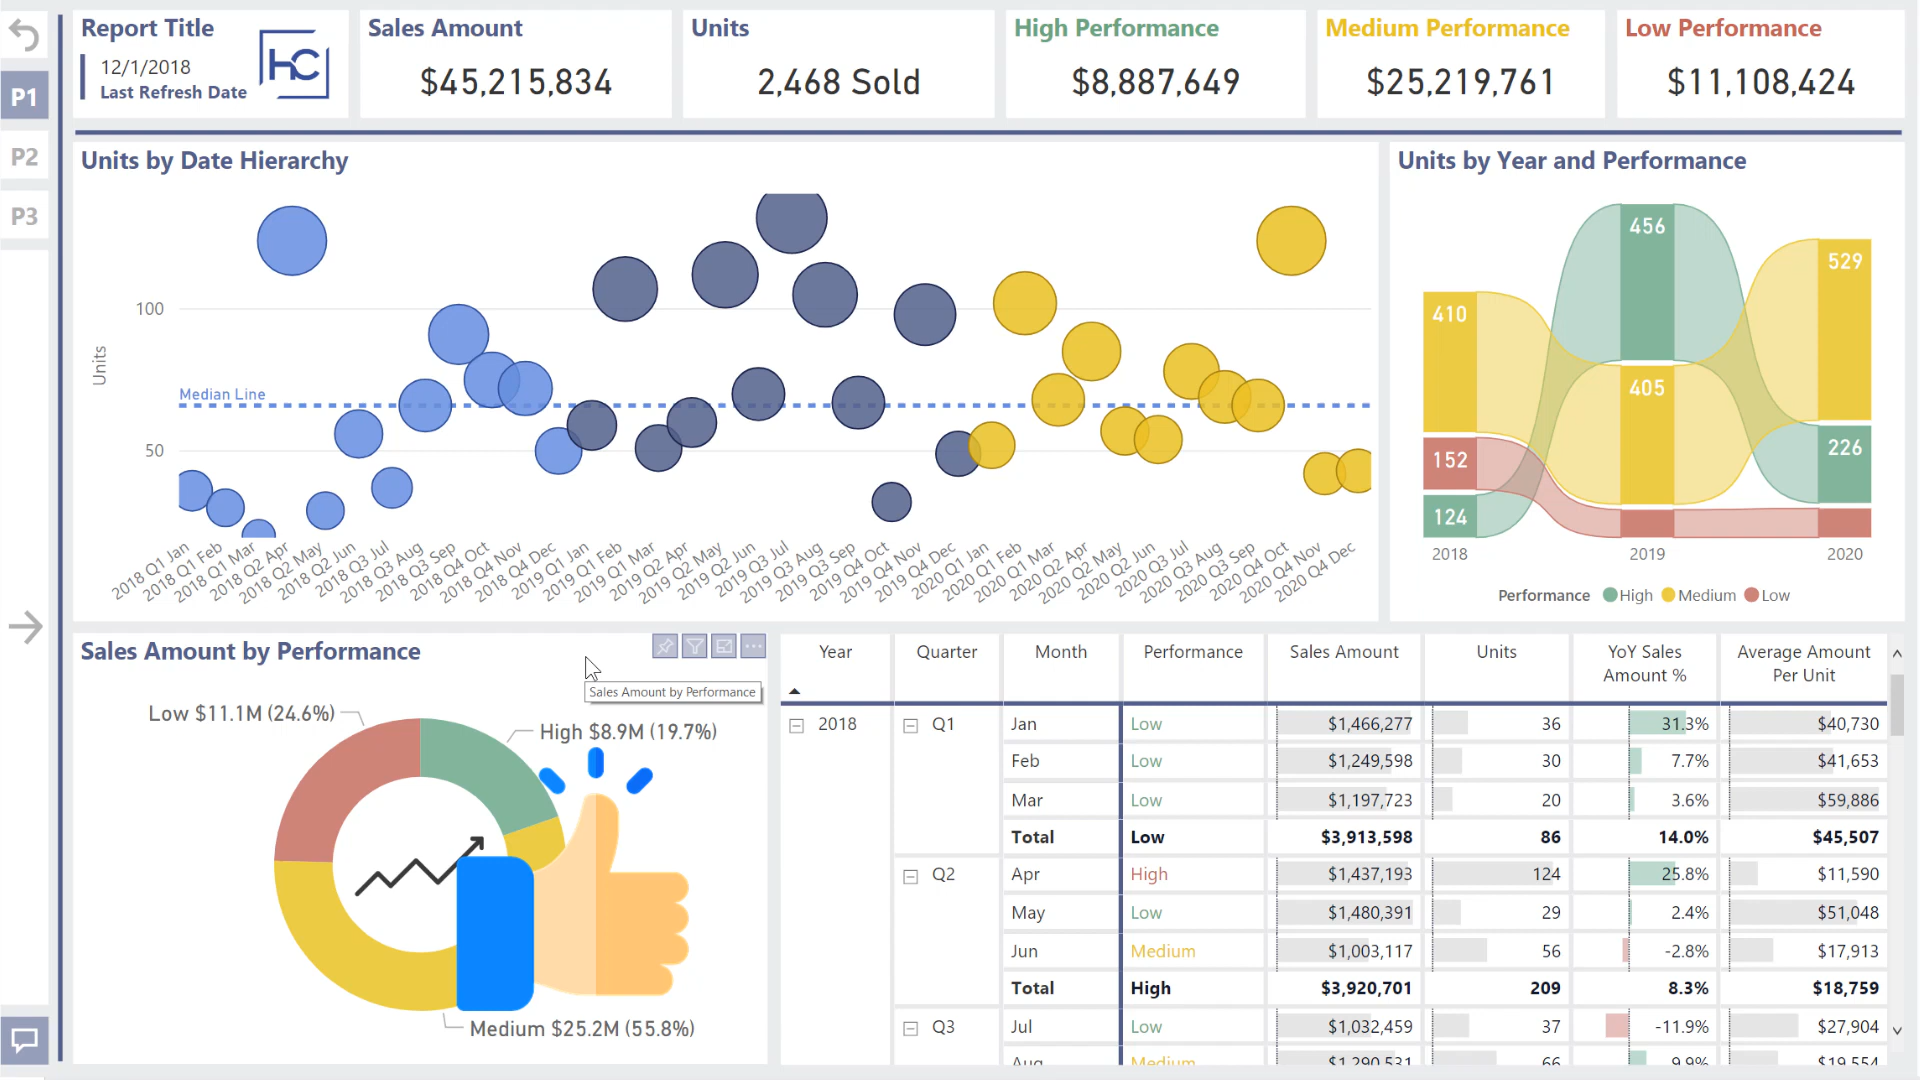 Report Title
12/1/2018
Last Refresh Date
HC
Sales Amount
$45,215,834
Units
2,468 Sold
High Performance
$8,887,649
Medium Performance
$25,219,761
Low Performance
$11,108,424
P1
P2
P3
Units by Date Hierarchy
Units
100
50
Median Line
2018 Q1 Jan
2018 Q1 Feb
2018 Q1 Mar
2018 Q2 Apr
2018 Q2 May
2018 Q2 Jun
2018 Q3 Jul
2018 Q3 Aug
2018 Q3 Sep
2018 Q4 Oct
2018 Q4 Nov
2018 Q4 Dec
2019 Q1 Jan
2019 Q1 Feb
2019 Q1 Mar
2019 Q2 Apr
2019 Q2 May
2019 Q2 Jun
2019 Q3 Jul
2019 Q3 Aug
2019 Q3 Sep
2019 Q4 Oct
2019 Q4 Nov
2019 Q4 Dec
2020 Q1 Jan
2020 Q1 Feb
2020 Q1 Mar
2020 Q2 Apr
2020 Q2 May
2020 Q2 Jun
2020 Q3 Jul
2020 Q3 Aug
2020 Q3 Sep
2020 Q4 Oct
2020 Q4 Nov
2020 Q4 Dec
Units by Year and Performance
410
152
124
456
405
529
226
2018 2019 2020
Performance High Medium Low
Sales Amount by Performance
Sales Amount by Performance
Low $11.1M (24.6%)
High $8.9M (19.7%)
Medium $25.2M (55.8%)
Year Quarter Month Performance Sales Amount Units YoY Sales Amount % Average Amount Per Unit
2018 Q1 Jan Low $1,466,277 36 31.3% $40,730
Feb Low $1,249,598 30 7.7% $41,653
Mar Low $1,197,723 20 3.6% $59,886
Total Low $3,913,598 86 14.0% $45,507
Q2 Apr High $1,437,193 124 25.8% $11,590
May Low $1,480,391 29 2.4% $51,048
Jun Medium $1,003,117 56 -2.8% $17,913
Total High $3,920,701 209 8.3% $18,759
Q3 Jul Low $1,032,459 37 -11.9% $27,904
Aug Medium $1,290,531 66 9.9% $19,554